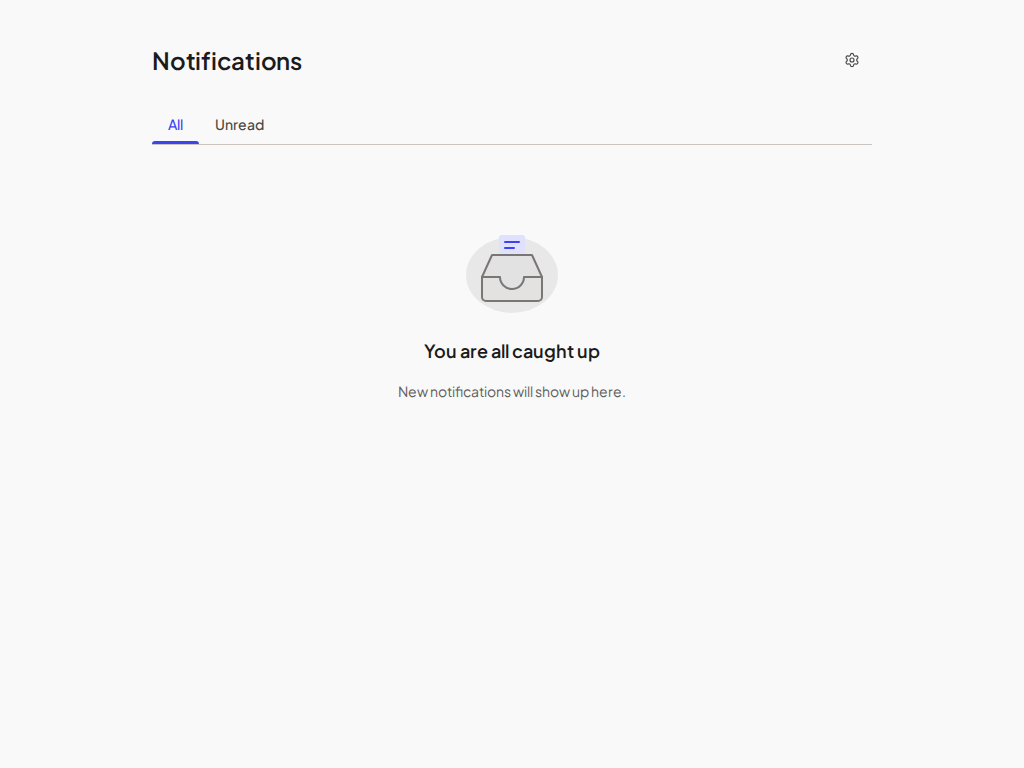 Notifications
All
Unread
You are all caught up
New notifications will show up here.